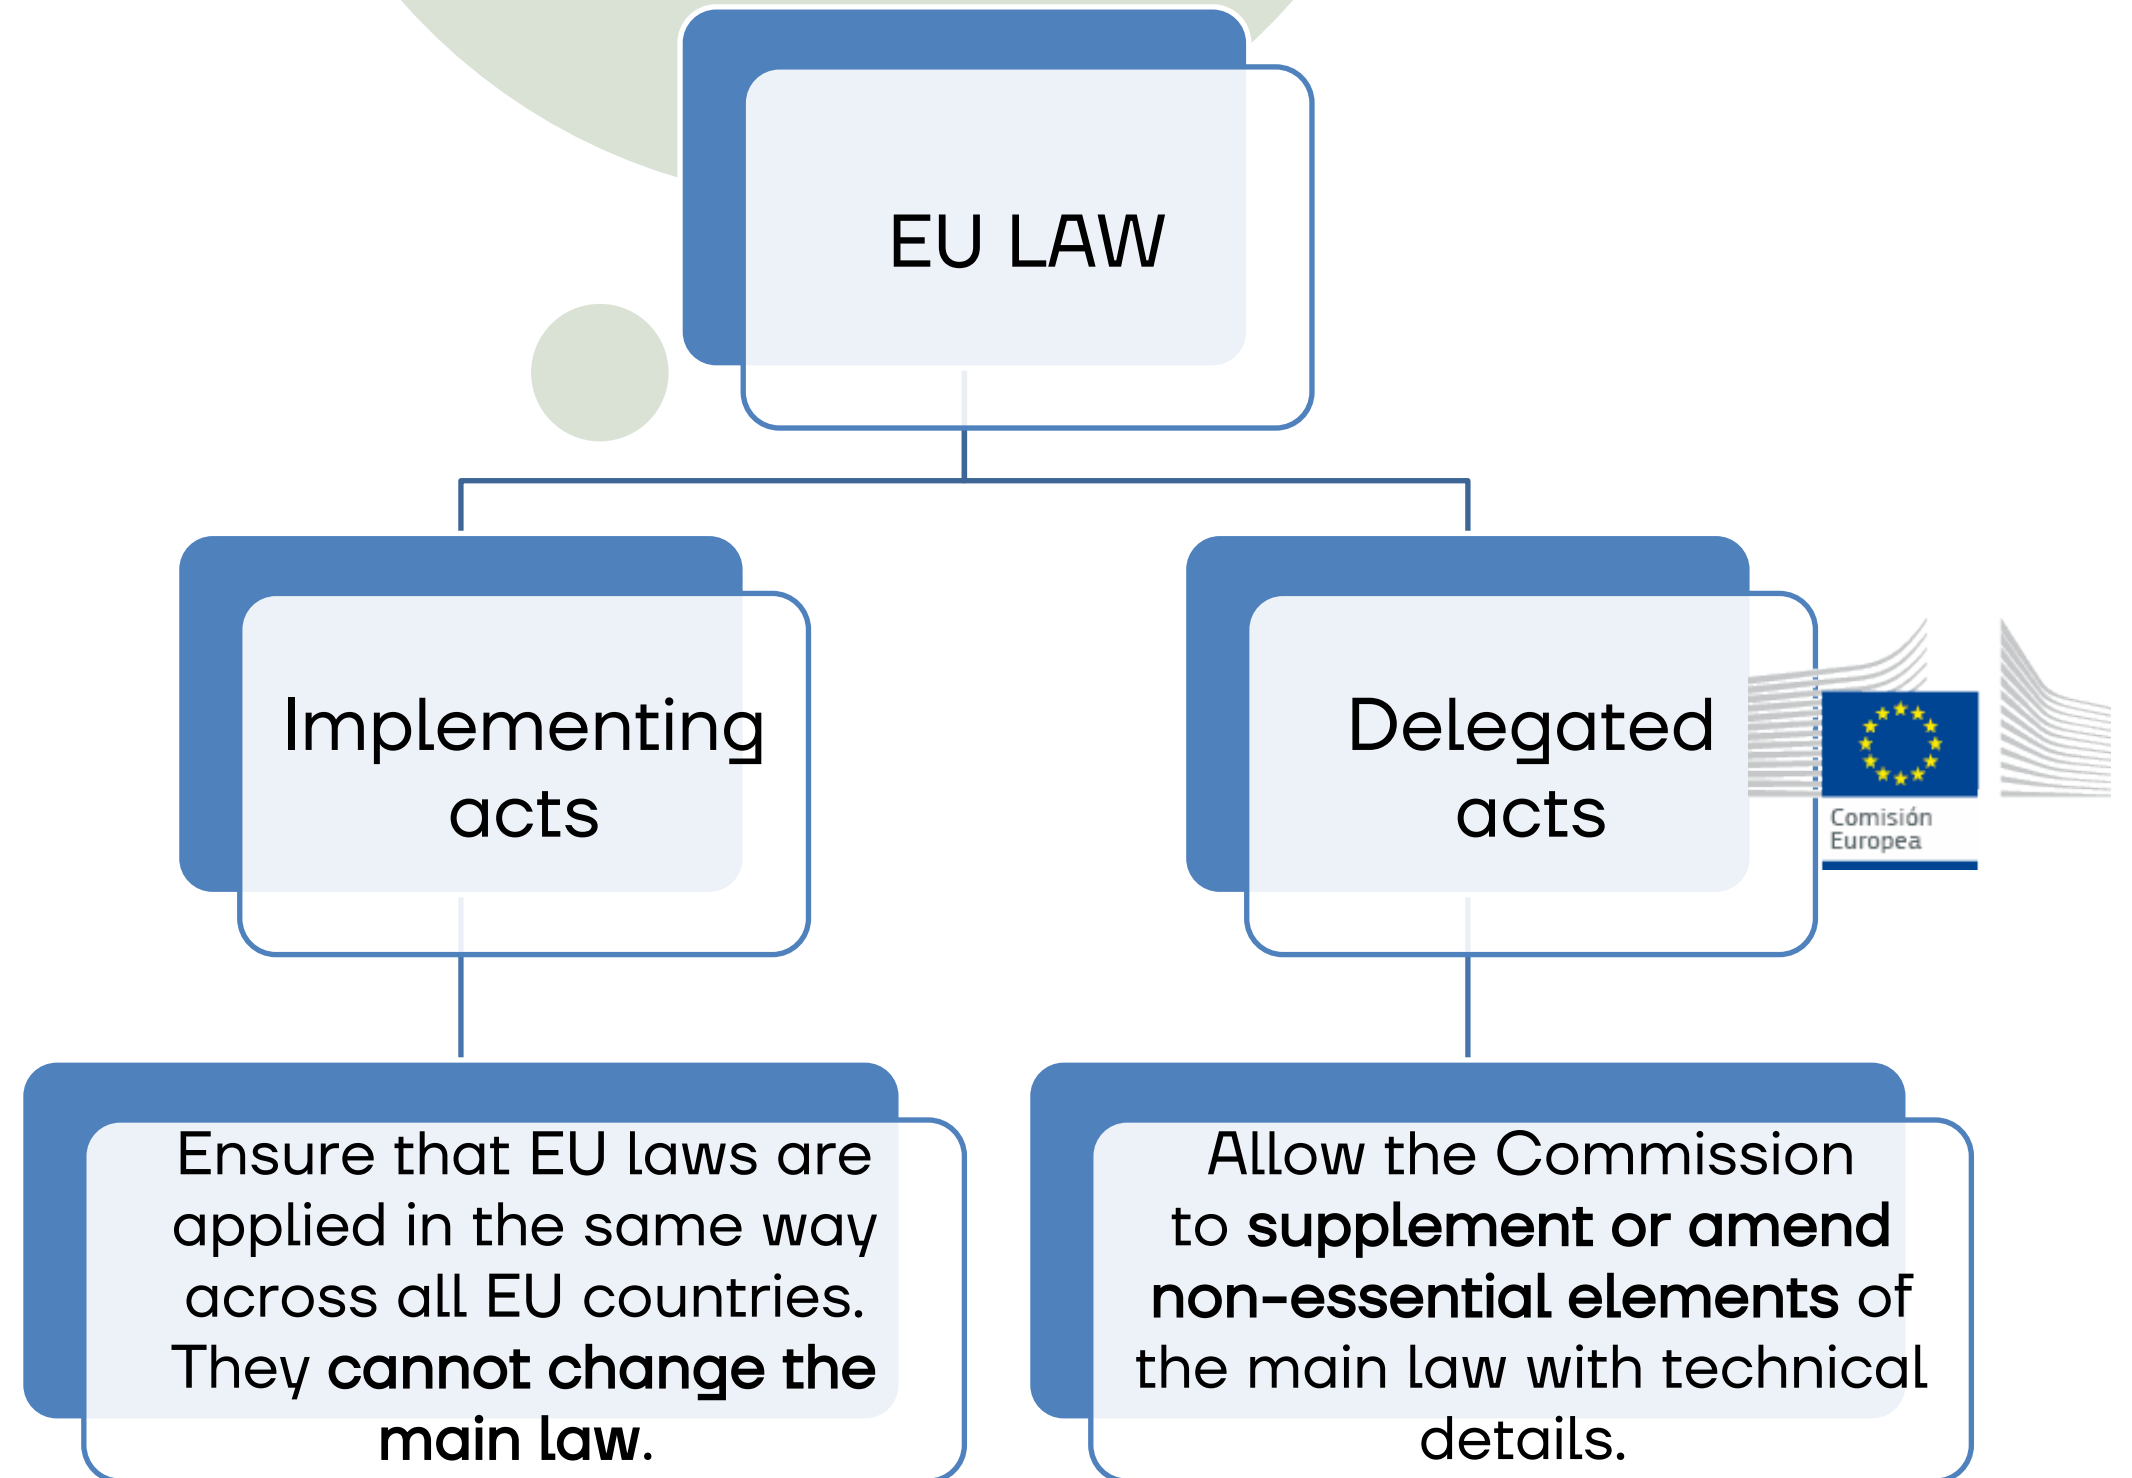 EU LAW
Implementing
acts
Delegated
acts
Comisión
Europea
Ensure that EU laws are
applied in the same way
across all EU countries.
They cannot change the
main law.
Allow the Commission
to supplement or amend
non-essential elements of
the main law with technical
details.